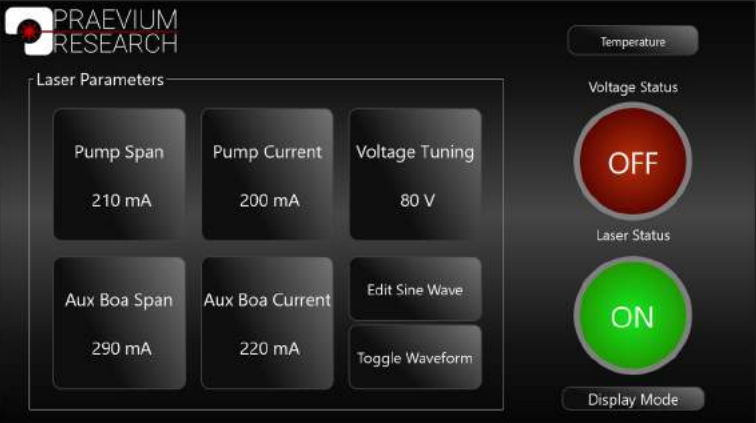 PRAEVIUM
RESEARCH
Temperature
Laser Parameters
Voltage Status
Pump Span
210 mA
Pump Current
200 mA
Voltage Tuning
80 V
OFF
Laser Status
Aux Boa Span
290 mA
Aux Boa Current
220 mA
Edit Sine Wave
Toggle Waveform
ON
Display Mode